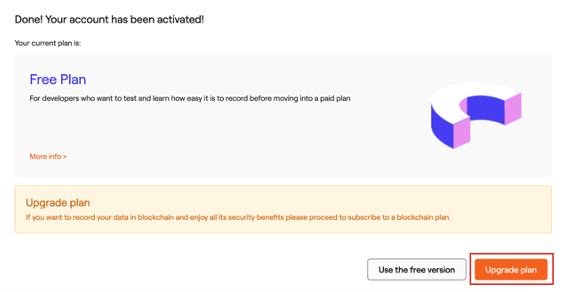 Done! Your account has been activated!
Your current plan is:
Free Plan
For developers who want to test and learn how easy it is to record before moving into a paid plan
More info >
Upgrade plan
If you want to record your data in blockchain and enjoy all its security benefits please proceed to subscribe to a blockchain plan.
Use the free version
Upgrade plan